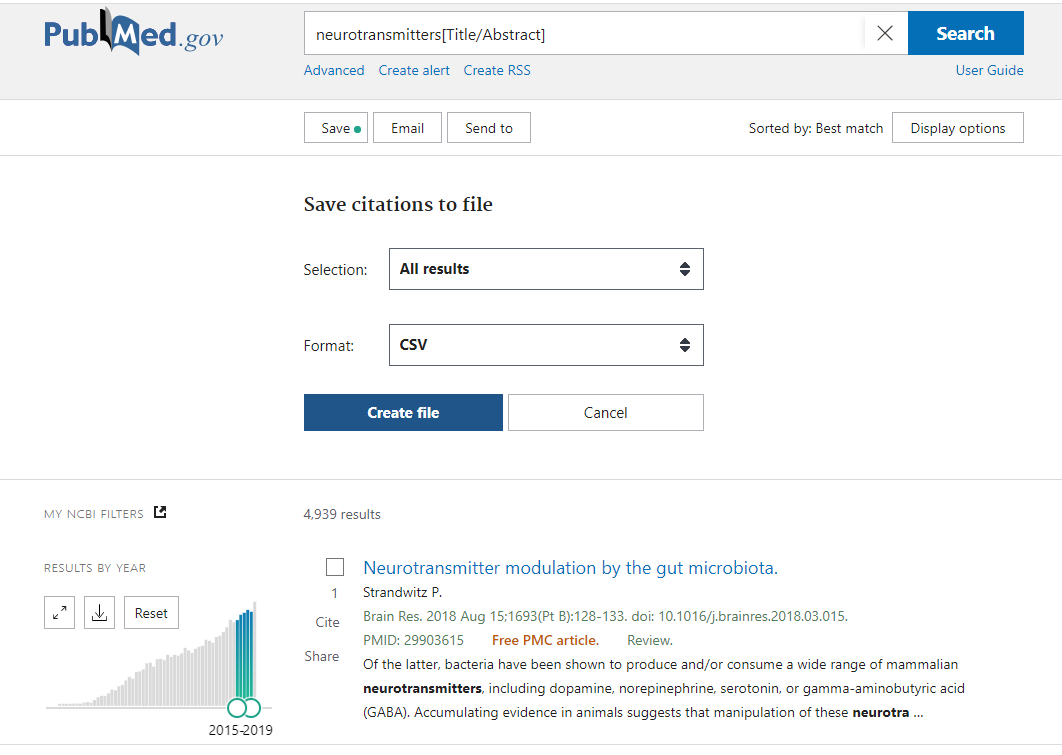 PubMed.gov
neurotransmitters[Title/Abstract]
Search
Advanced Create alert Create RSS
User Guide
Save Email Send to
Sorted by: Best match Display options
Save citations to file
Selection: All results
Format: CSV
Create file Cancel
MY NCBI FILTERS
4,939 results
RESULTS BY YEAR
Reset
2015-2019
Neurotransmitter modulation by the gut microbiota.
1
Strandwitz P.
Cite
Brain Res. 2018 Aug 15;1693(Pt B):128-133. doi: 10.1016/j.brainres.2018.03.015.
PMID: 29903615 Free PMC article. Review.
Share
Of the latter, bacteria have been shown to produce and/or consume a wide range of mammalian
neurotransmitters, including dopamine, norepinephrine, serotonin, or gamma-aminobutyric acid
(GABA). Accumulating evidence in animals suggests that manipulation of these neurotra ...